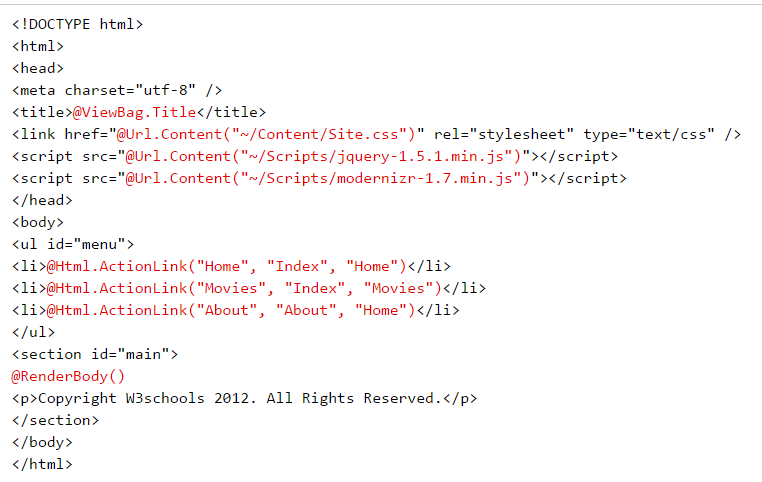 <!DOCTYPE html>
<html>
<head>
<meta charset="utf-8" />
<title>@ViewBag.Title</title>
<link href="@Url.Content("~/Content/Site.css")" rel="stylesheet" type="text/css" />
<script src="@Url.Content("~/Scripts/jquery-1.5.1.min.js")"></script>
<script src="@Url.Content("~/Scripts/modernizr-1.7.min.js")"></script>
</head>
<body>
<ul id="menu">
<li>@Html.ActionLink("Home", "Index", "Home")</li>
<li>@Html.ActionLink("Movies", "Index", "Movies")</li>
<li>@Html.ActionLink("About", "About", "Home")</li>
</ul>
<section id="main">
@RenderBody()
<p>Copyright W3schools 2012. All Rights Reserved.</p>
</section>
</body>
</html>